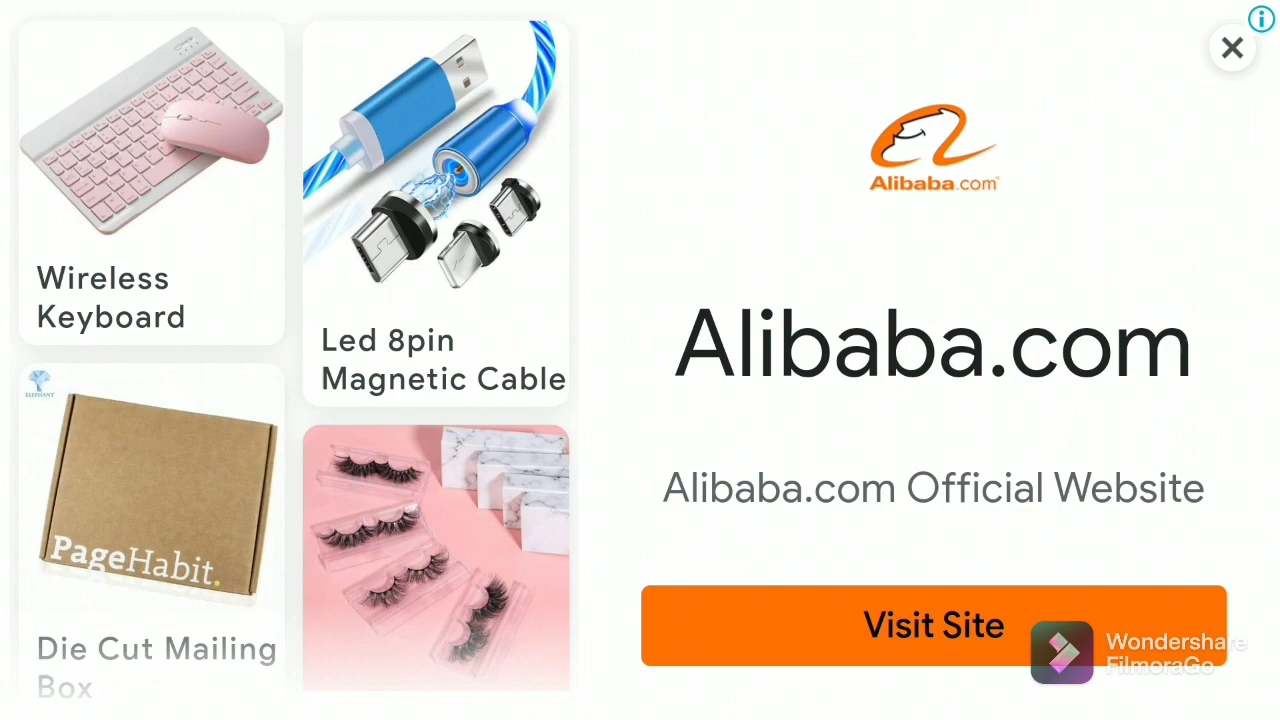 Wireless
Keyboard
Led 8pin
Magnetic Cable
ELEPHANT
PageHabit.
Die Cut Mailing
Box
Alibaba.com
Alibaba.com
Alibaba.com Official Website
Visit Site
Wondershare
FilmoraGo